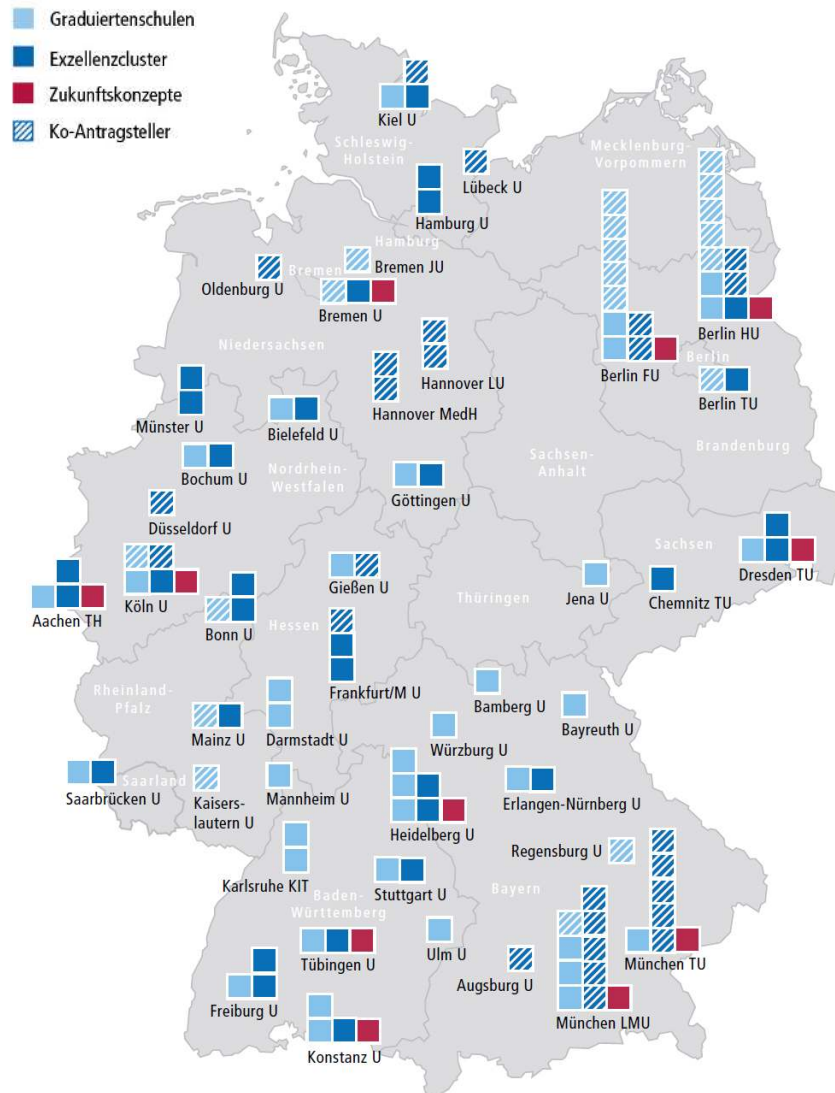 Graduiertenschulen
Exzellenzcluster
Zukunftskonzepte
Ko-Antragsteller
Kiel U
Schleswig-
Holstein
Mecklenburg-
Vorpommern
Lübeck U
Hamburg U
Hamburg
Bremen JU
Bremen
Oldenburg U
Bremen U
Berlin HU
Niedersachsen
Hannover LU
Berlin FU
Berlin
Hannover MedH
Berlin TU
Münster U
Bielefeld U
Brandenburg
Sachsen-
Anhalt
Bochum U
Nordrhein-
Westfalen
Göttingen U
Düsseldorf U
Sachsen
Dresden TU
Gießen U
Jena U
Chemnitz TU
Aachen TH
Köln U
Thüringen
Bonn U
Hessen
Frankfurt/M U
Rheinland-
Pfalz
Bamberg U
Bayreuth U
Mainz U
Darmstadt U
Würzburg U
Saarbrücken U
Saarland
Kaisers-
lautern U
Mannheim U
Erlangen-Nürnberg U
Heidelberg U
Regensburg U
Karlsruhe KIT
Stuttgart U
Bayern
Baden-
Württemberg
Tübingen U
Ulm U
Augsburg U
München TU
Freiburg U
München LMU
Konstanz U